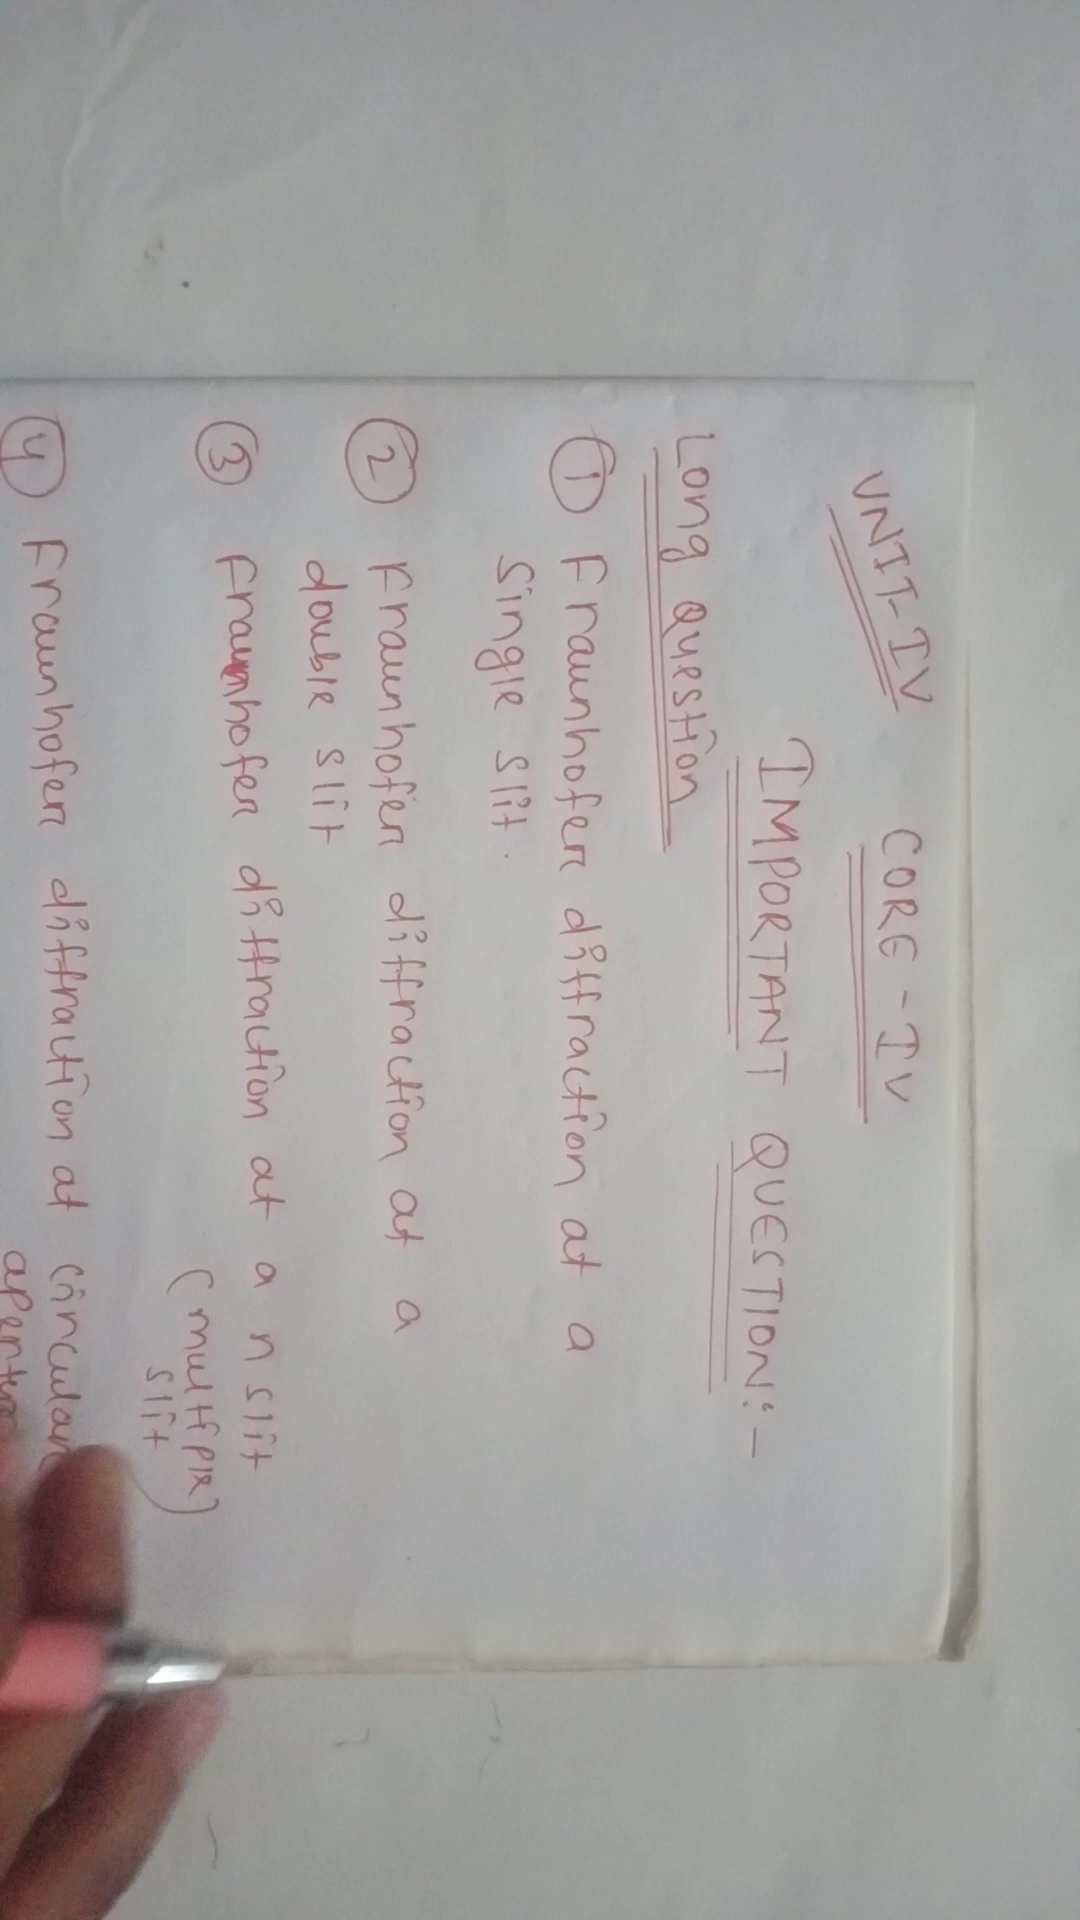 UNIT-IV CORE-IV
IMPORTANT QUESTION:-
Long Question
① Fraunhofer diffraction at a
Single slit.
② Fraunhofer diffraction at a
double slit
③ Fraunhofer diffraction at a n slit
(multiple
slit)
④ Fraunhofer diffraction at circular